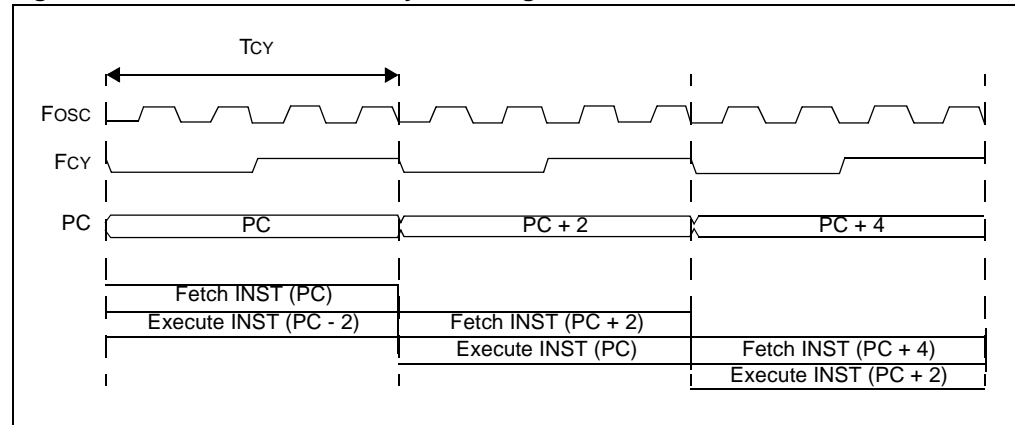 TCY
FOSC
FCY
PC PC PC + 2 PC + 4
Fetch INST (PC)
Execute INST (PC - 2) Fetch INST (PC + 2)
Execute INST (PC) Fetch INST (PC + 4)
Execute INST (PC + 2)